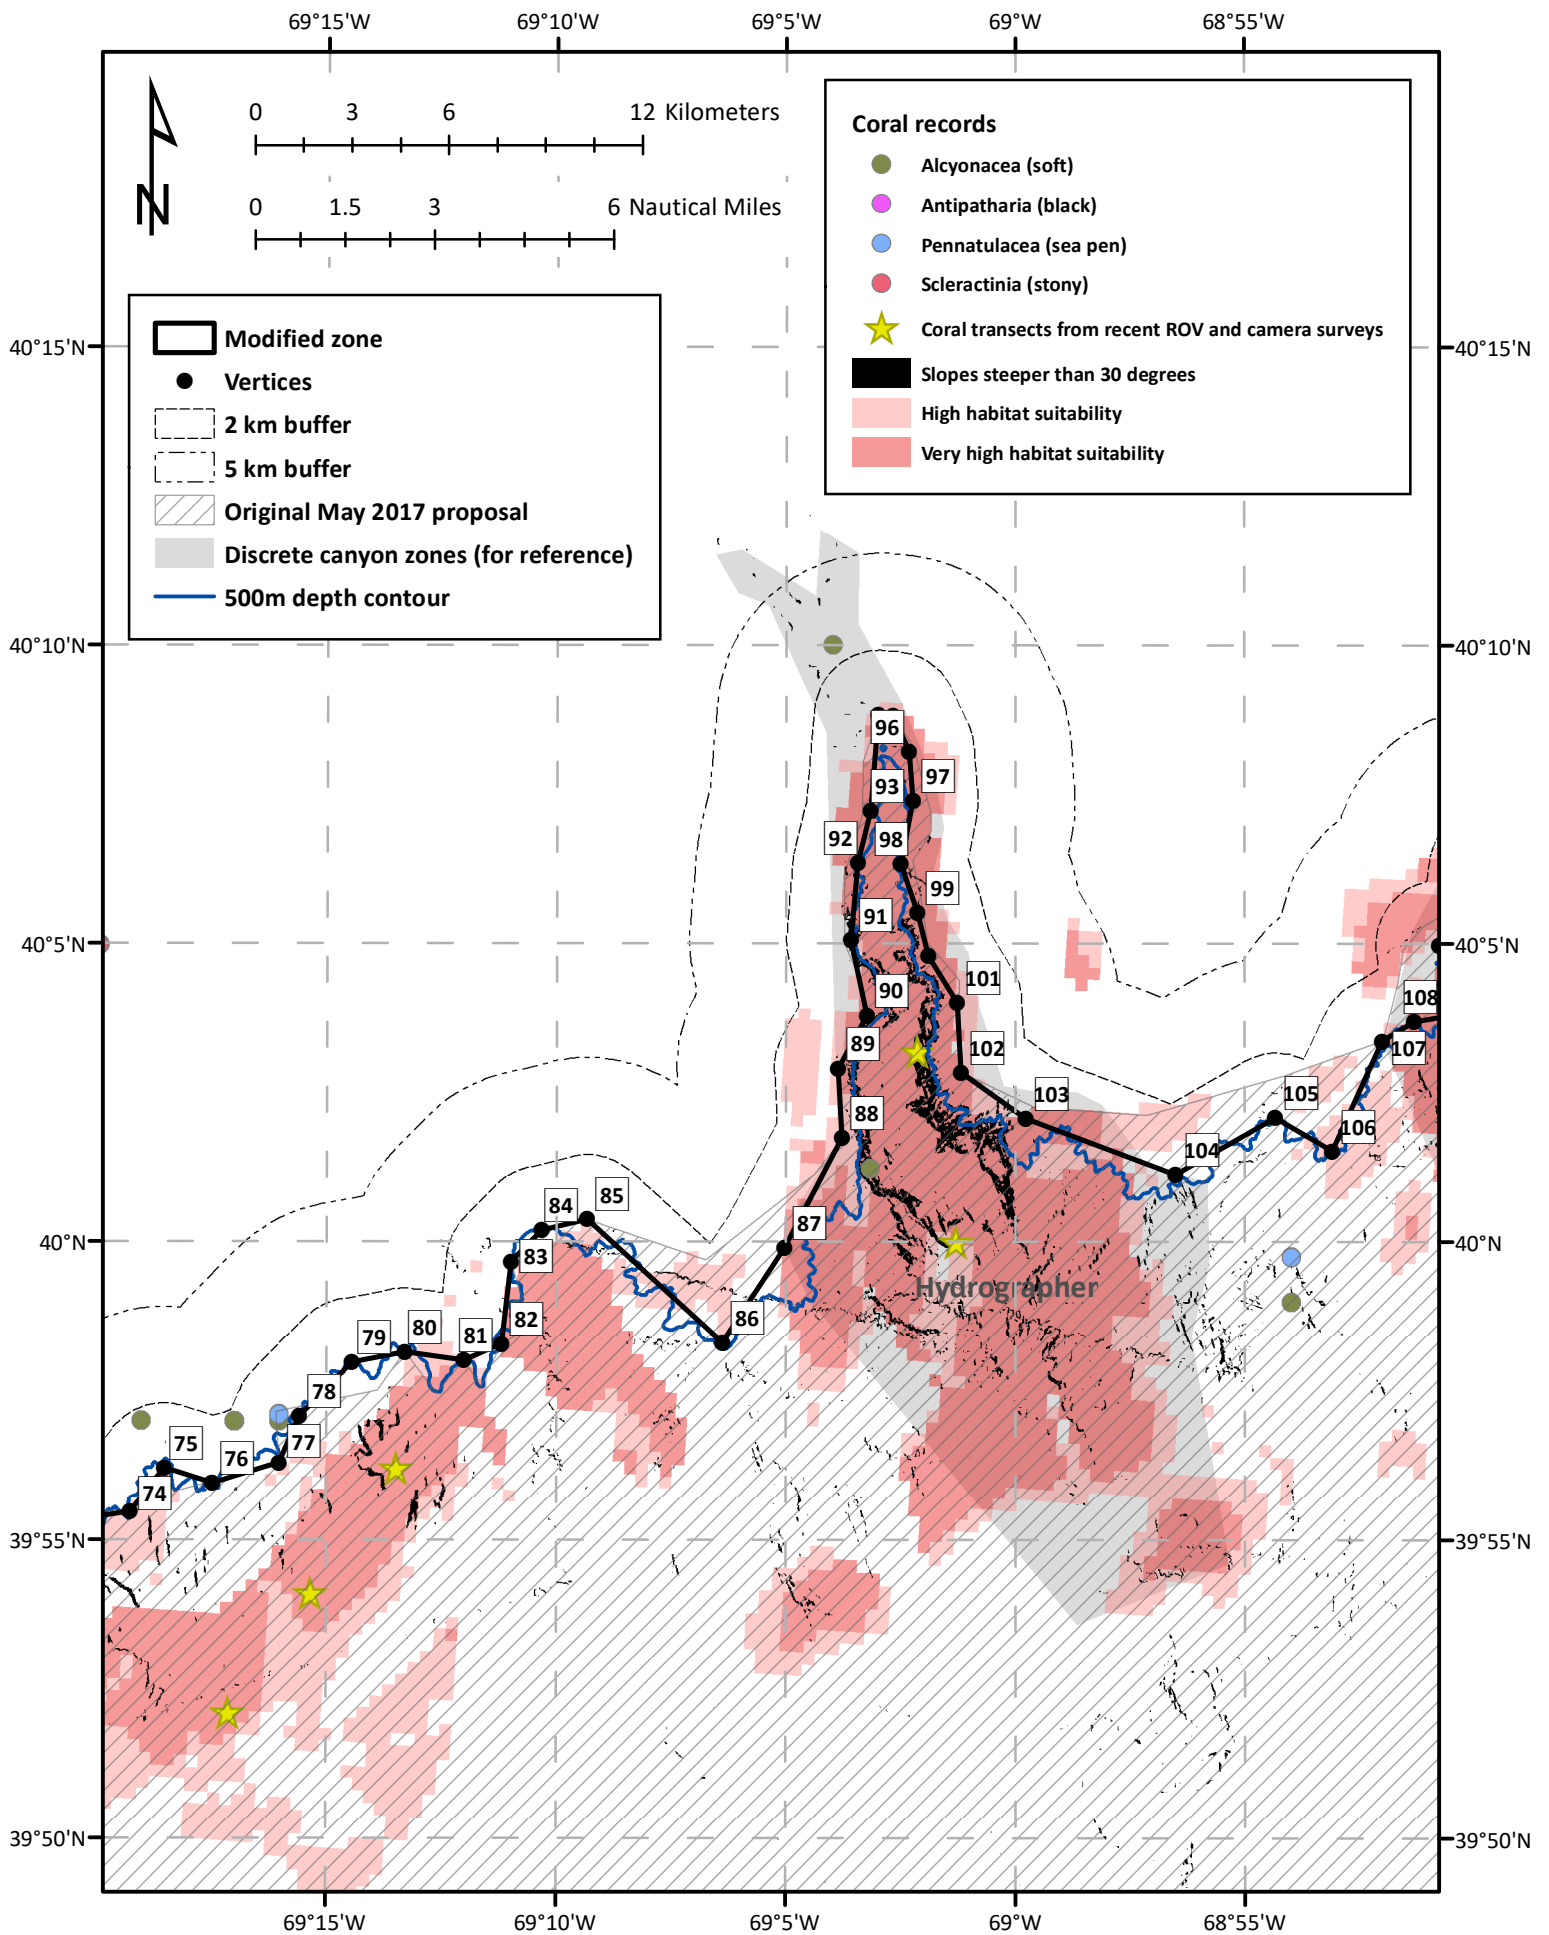 69°15'W 69°10'W 69°5'W 69°W 68°55'W
0 3 6 12 Kilometers
N
0 1.5 3 6 Nautical Miles
Coral records
Alcyonacea (soft)
Antipatharia (black)
Pennatulacea (sea pen)
Scleractinia (stony)
Coral transects from recent ROV and camera surveys
Slopes steeper than 30 degrees
High habitat suitability
Very high habitat suitability
Modified zone
Vertices
2 km buffer
5 km buffer
Original May 2017 proposal
Discrete canyon zones (for reference)
500m depth contour
40°15'N 40°15'N
40°10'N 40°10'N
96
97
93
92 98
99
91
40°5'N 40°5'N
101
90
108
89 102 107
103 105
88
106
104
85
84
87
40°N 40°N
83
Hydrographer
86
82
80
79 81
78
77
75
76
74
39°55'N 39°55'N
39°50'N 39°50'N
69°15'W 69°10'W 69°5'W 69°W 68°55'W